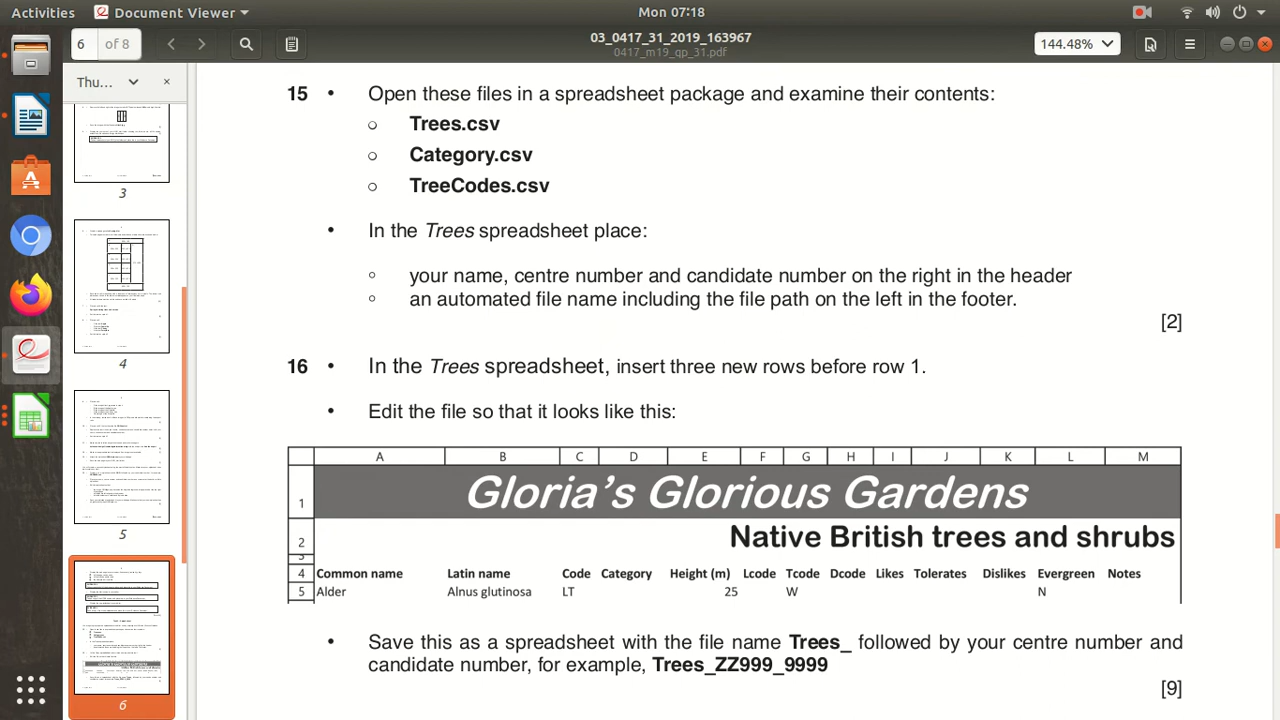 Activities Document Viewer Mon 07:18
6 of 8 03_0417_31_2019_163967 144.48%
0417_m19_qp_31.pdf
Thu... ×
3
4
5
6
15 • Open these files in a spreadsheet package and examine their contents:
○ Trees.csv
○ Category.csv
○ TreeCodes.csv
• In the Trees spreadsheet place:
○ your name, centre number and candidate number on the right in the header
○ an automated file name including the file path on the left in the footer.
[2]
16 • In the Trees spreadsheet, insert three new rows before row 1.
• Edit the file so that it looks like this:
A B C D E F G H I J K L M
1 Gloria's Glorious Gardens
2 Native British trees and shrubs
3
4 Common name Latin name Code Category Height (m) Lcode Tcode Dcode Likes Tolerates Dislikes Evergreen Notes
5 Alder Alnus glutinosa LT 25 W N
• Save this as a spreadsheet with the file name Trees_ followed by your centre number and
candidate number, for example, Trees_ZZ999_9999
[9]